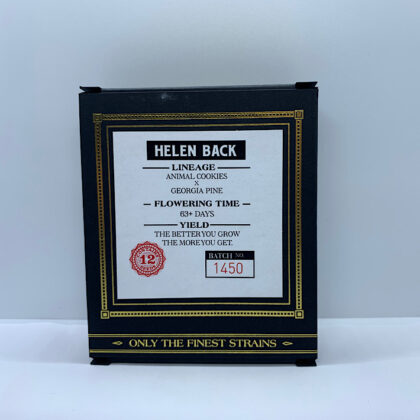 HELEN BACK
LINEAGE
ANIMAL COOKIES
X
GEORGIA PINE
FLOWERING TIME
63+ DAYS
YIELD
THE BETTER YOU GROW
THE MORE YOU GET.
12
BATCH NO.
1450
ONLY THE FINEST STRAINS